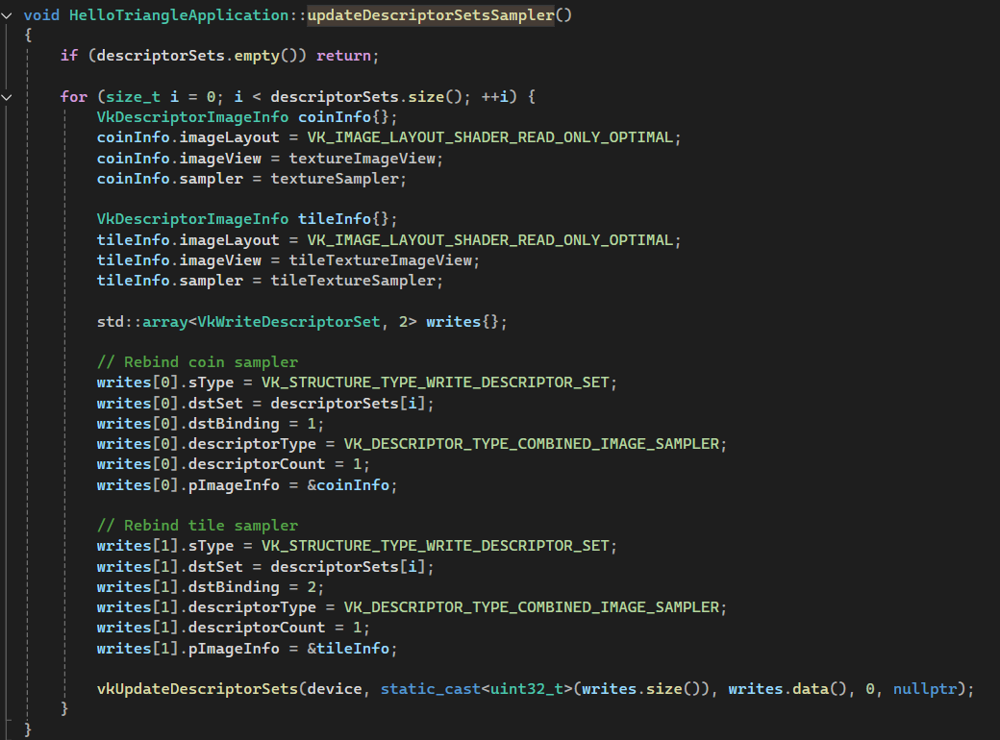 void HelloTriangleApplication::updateDescriptorSetsSampler()
{
    if (descriptorSets.empty()) return;

    for (size_t i = 0; i < descriptorSets.size(); ++i) {
        VkDescriptorImageInfo coinInfo{};
        coinInfo.imageLayout = VK_IMAGE_LAYOUT_SHADER_READ_ONLY_OPTIMAL;
        coinInfo.imageView = textureImageView;
        coinInfo.sampler = textureSampler;

        VkDescriptorImageInfo tileInfo{};
        tileInfo.imageLayout = VK_IMAGE_LAYOUT_SHADER_READ_ONLY_OPTIMAL;
        tileInfo.imageView = tileTextureImageView;
        tileInfo.sampler = tileTextureSampler;

        std::array<VkWriteDescriptorSet, 2> writes{};

        // Rebind coin sampler
        writes[0].sType = VK_STRUCTURE_TYPE_WRITE_DESCRIPTOR_SET;
        writes[0].dstSet = descriptorSets[i];
        writes[0].dstBinding = 1;
        writes[0].descriptorType = VK_DESCRIPTOR_TYPE_COMBINED_IMAGE_SAMPLER;
        writes[0].descriptorCount = 1;
        writes[0].pImageInfo = &coinInfo;

        // Rebind tile sampler
        writes[1].sType = VK_STRUCTURE_TYPE_WRITE_DESCRIPTOR_SET;
        writes[1].dstSet = descriptorSets[i];
        writes[1].dstBinding = 2;
        writes[1].descriptorType = VK_DESCRIPTOR_TYPE_COMBINED_IMAGE_SAMPLER;
        writes[1].descriptorCount = 1;
        writes[1].pImageInfo = &tileInfo;

        vkUpdateDescriptorSets(device, static_cast<uint32_t>(writes.size()), writes.data(), 0, nullptr);
    }
}